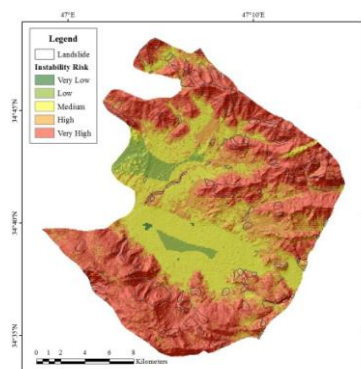 47°E
47°10'E
Legend
Landslide
Instability Risk
Very Low
Low
Medium
High
Very High
34°45'N
34°40'N
34°35'N
0 1 2 4 6 8
Kilometers